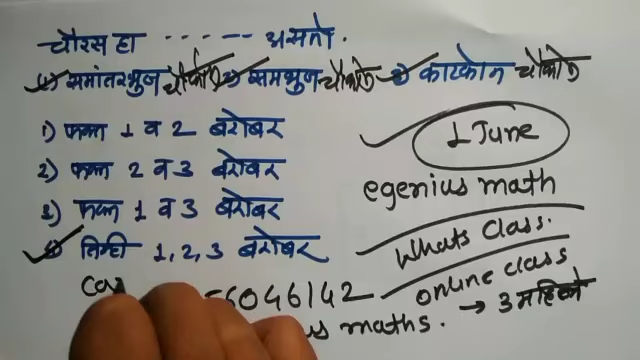 चौरस हा ...... असतो.
1) समांतरभुज चौकोन 2) समभुज चौकोन 3) काटकोन चौकोन
1) फक्त 1 व 2 बरोबर
2) फक्त 2 व 3 बरोबर
3) फक्त 1 व 3 बरोबर
4) तिन्ही 1, 2, 3 बरोबर
1 June
egenius math
Whats class.
online class
→ 3 महिने
6046142
maths.